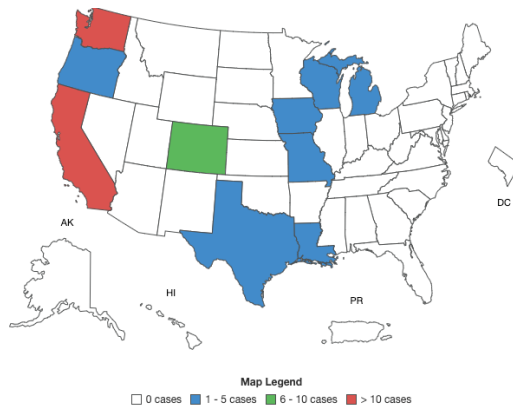 DC
AK
HI
PR
Map Legend
0 cases 1 - 5 cases 6 - 10 cases > 10 cases